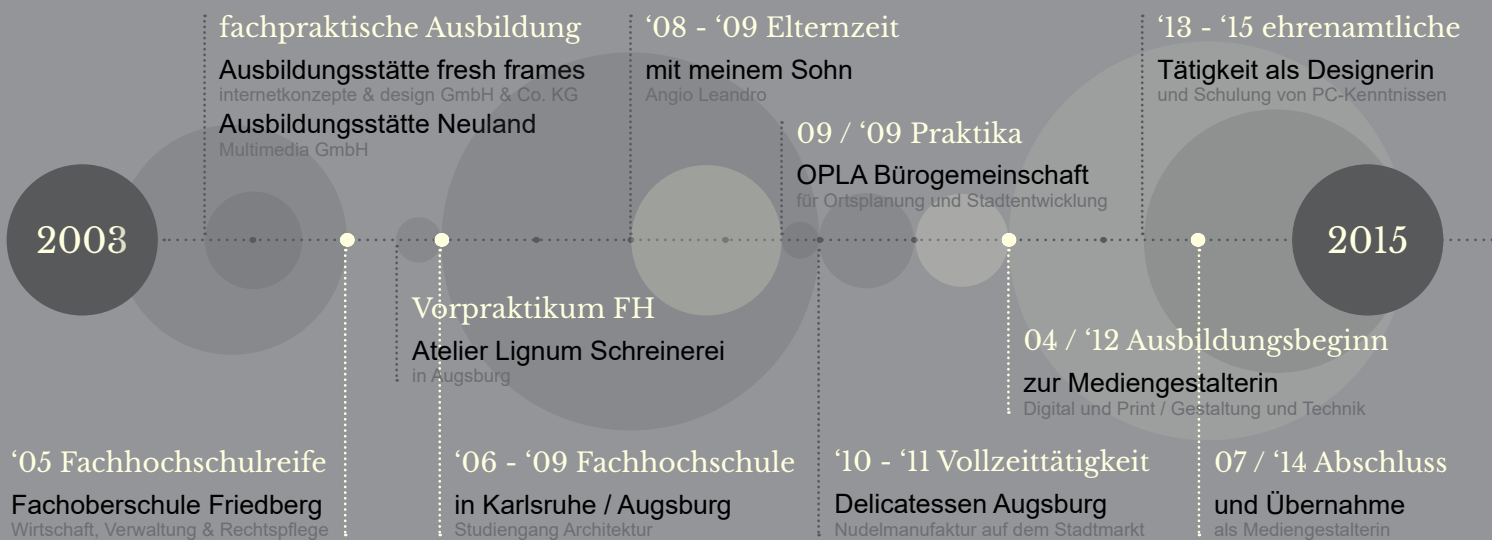 fachpraktische Ausbildung
Ausbildungsstätte fresh frames
internetkonzepte & design GmbH & Co. KG
Ausbildungsstätte Neuland
Multimedia GmbH
‘08 - ‘09 Elternzeit
mit meinem Sohn
Angio Leandro
09 / ‘09 Praktika
OPLA Bürogemeinschaft
für Ortsplanung und Stadtentwicklung
‘13 - ‘15 ehrenamtliche
Tätigkeit als Designerin
und Schulung von PC-Kenntnissen
2003
2015
Vorpraktikum FH
Atelier Lignum Schreinerei
in Augsburg
04 / ‘12 Ausbildungsbeginn
zur Mediengestalterin
Digital und Print / Gestaltung und Technik
‘05 Fachhochschulreife
Fachoberschule Friedberg
Wirtschaft, Verwaltung & Rechtspflege
‘06 - ‘09 Fachhochschule
in Karlsruhe / Augsburg
Studiengang Architektur
‘10 - ‘11 Vollzeittätigkeit
Delicatessen Augsburg
Nudelmanufaktur auf dem Stadtmarkt
07 / ‘14 Abschluss
und Übernahme
als Mediengestalterin